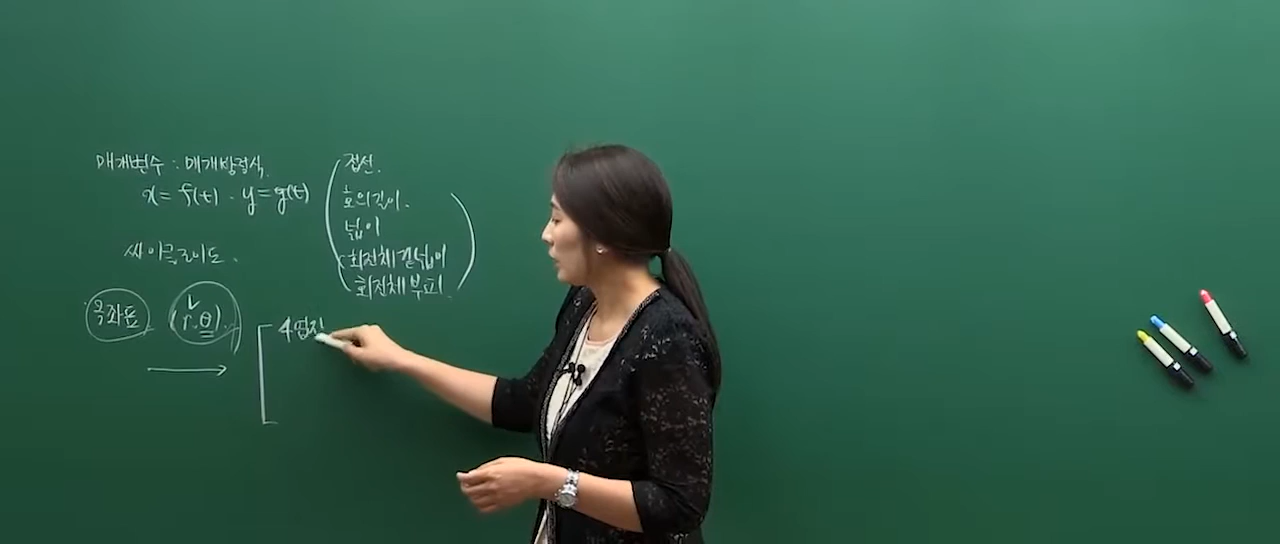 매개변수 : 매개방정식.
x = f(t) . y = g(t)
접선.
호의길이.
넓이
회전체겉넓이
회전체부피.
싸이클로이드.
극좌표 (r.θ).
4엽장